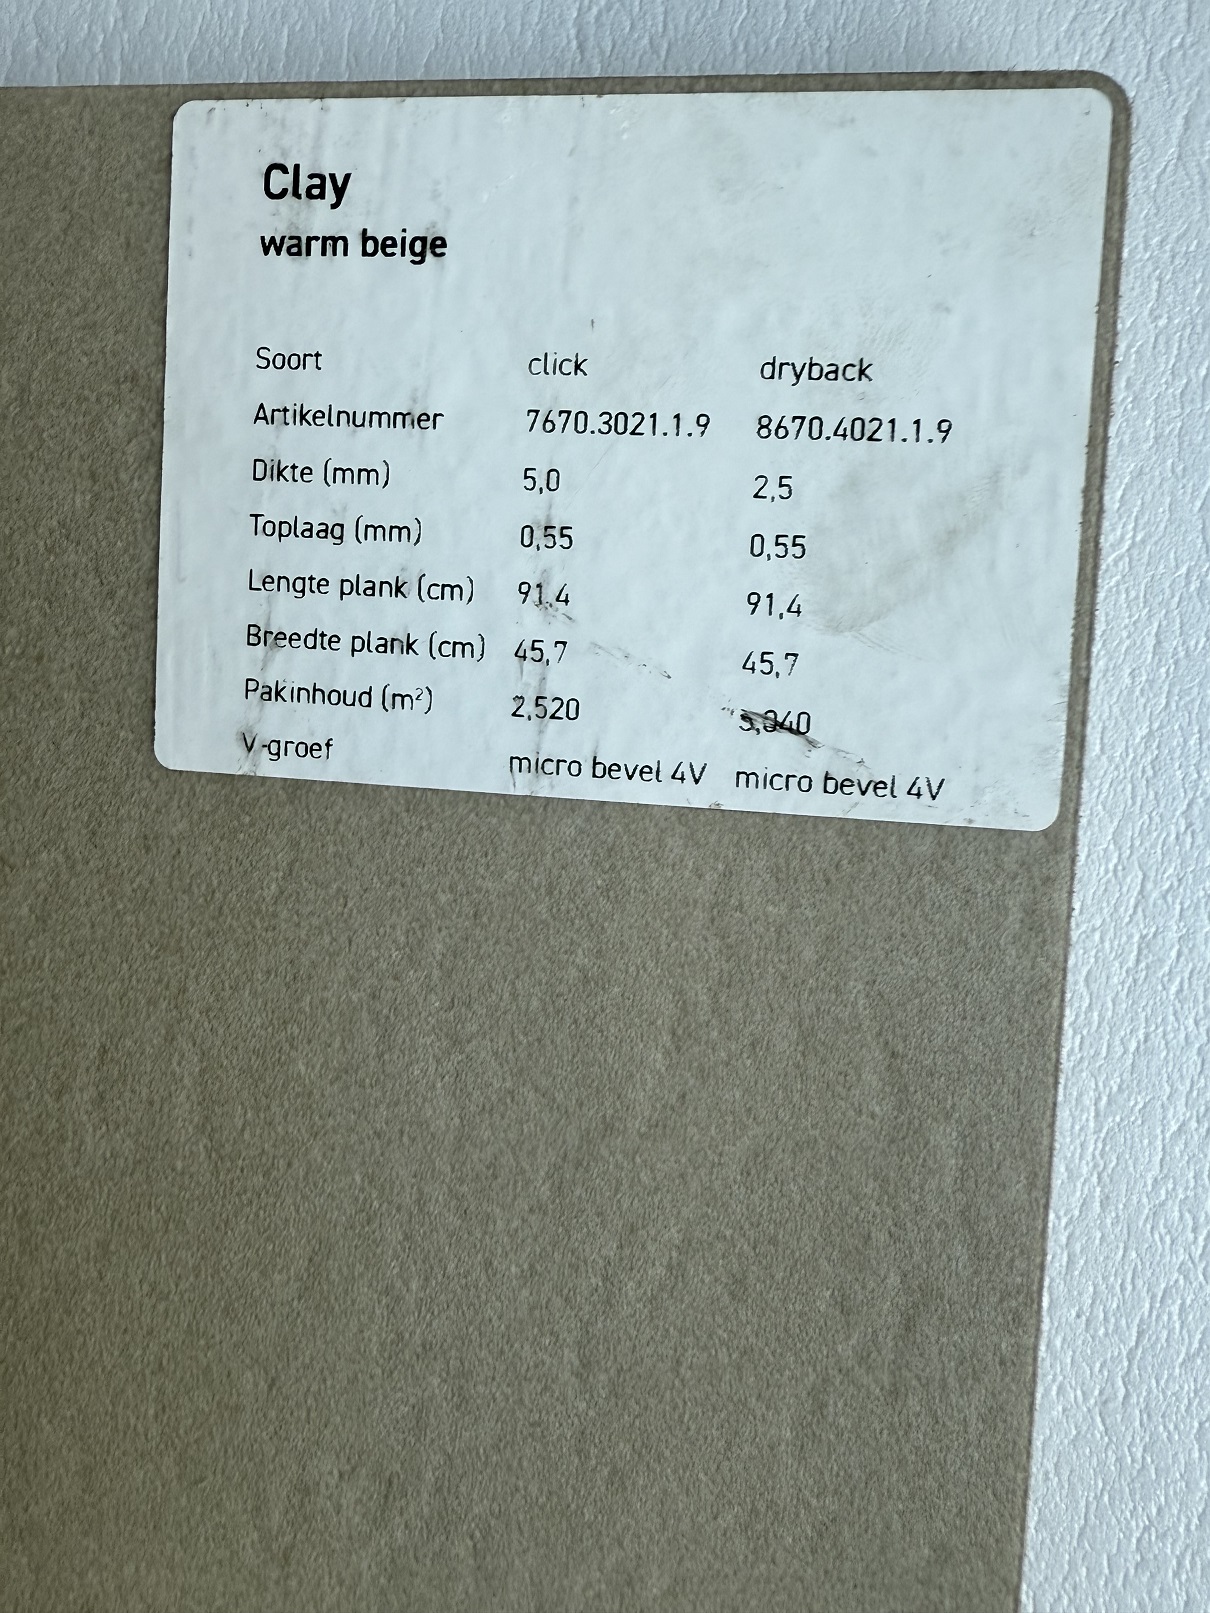 Clay
warm beige
Soort click dryback
Artikelnummer 7670.3021.1.9 8670.4021.1.9
Dikte (mm) 5,0 2,5
Toplaag (mm) 0,55 0,55
Lengte plank (cm) 91,4 91,4
Breedte plank (cm) 45,7 45,7
Pakinhoud (m²) 2,520
V-groef micro bevel 4V micro bevel 4V